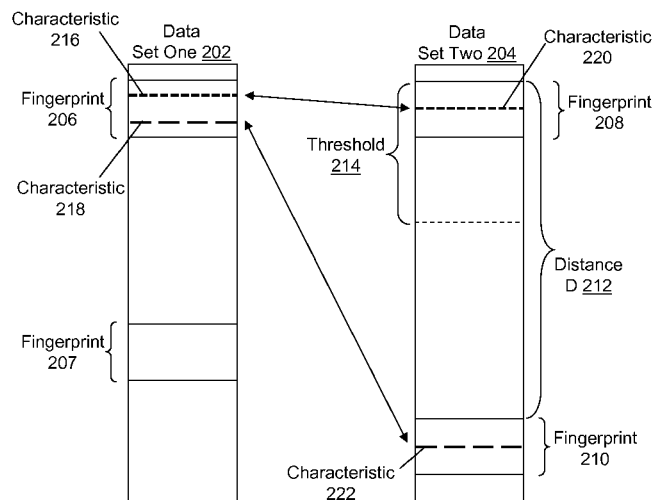 Characteristic
216
Data
Set One 202
Data
Set Two 204
Characteristic
220
Fingerprint
206
Fingerprint
208
Threshold
214
Characteristic
218
Distance
D 212
Fingerprint
207
Fingerprint
210
Characteristic
222